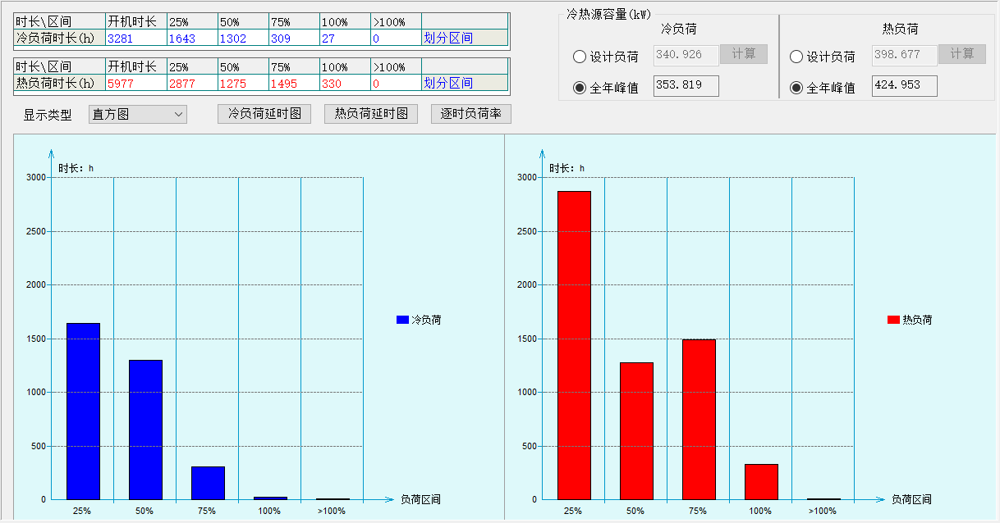 时长\区间 开机时长 25% 50% 75% 100% >100%
冷负荷时长(h) 3281 1643 1302 309 27 0 划分区间
时长\区间 开机时长 25% 50% 75% 100% >100%
热负荷时长(h) 5977 2877 1275 1495 330 0 划分区间
显示类型 直方图 冷负荷延时图 热负荷延时图 逐时负荷率
冷热源容量(kW)
冷负荷 热负荷
设计负荷 340.926 计算 设计负荷 398.677 计算
全年峰值 353.819 全年峰值 424.953
时长: h
3000
2500
2000
1500
1000
500
0
25% 50% 75% 100% >100%
负荷区间
冷负荷
时长: h
3000
2500
2000
1500
1000
500
0
25% 50% 75% 100% >100%
负荷区间
热负荷